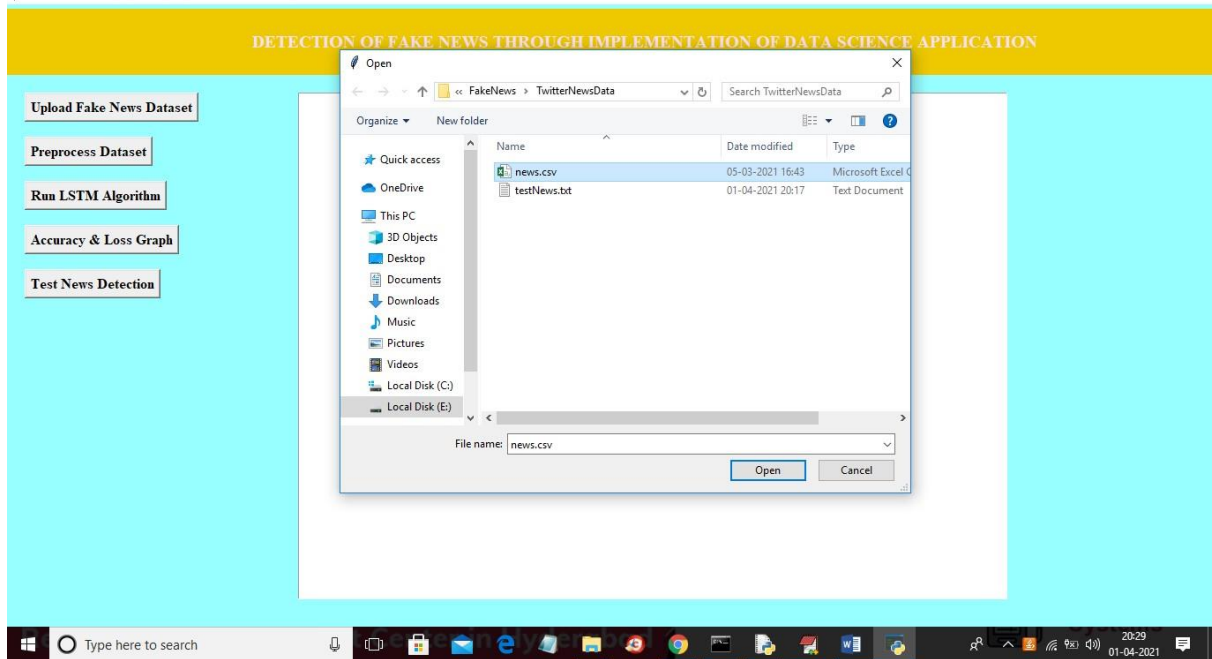 DETECTION OF FAKE NEWS THROUGH IMPLEMENTATION OF DATA SCIENCE APPLICATION
Upload Fake News Dataset
Preprocess Dataset
Run LSTM Algorithm
Accuracy & Loss Graph
Test News Detection
Open
« FakeNews › TwitterNewsData
Search TwitterNewsData
Organize
New folder
Name Date modified Type
Quick access
OneDrive
This PC
3D Objects
Desktop
Documents
Downloads
Music
Pictures
Videos
Local Disk (C:)
Local Disk (E:)
news.csv 05-03-2021 16:43 Microsoft Excel C
testNews.txt 01-04-2021 20:17 Text Document
File name: news.csv
Open Cancel
Type here to search
20:29
01-04-2021